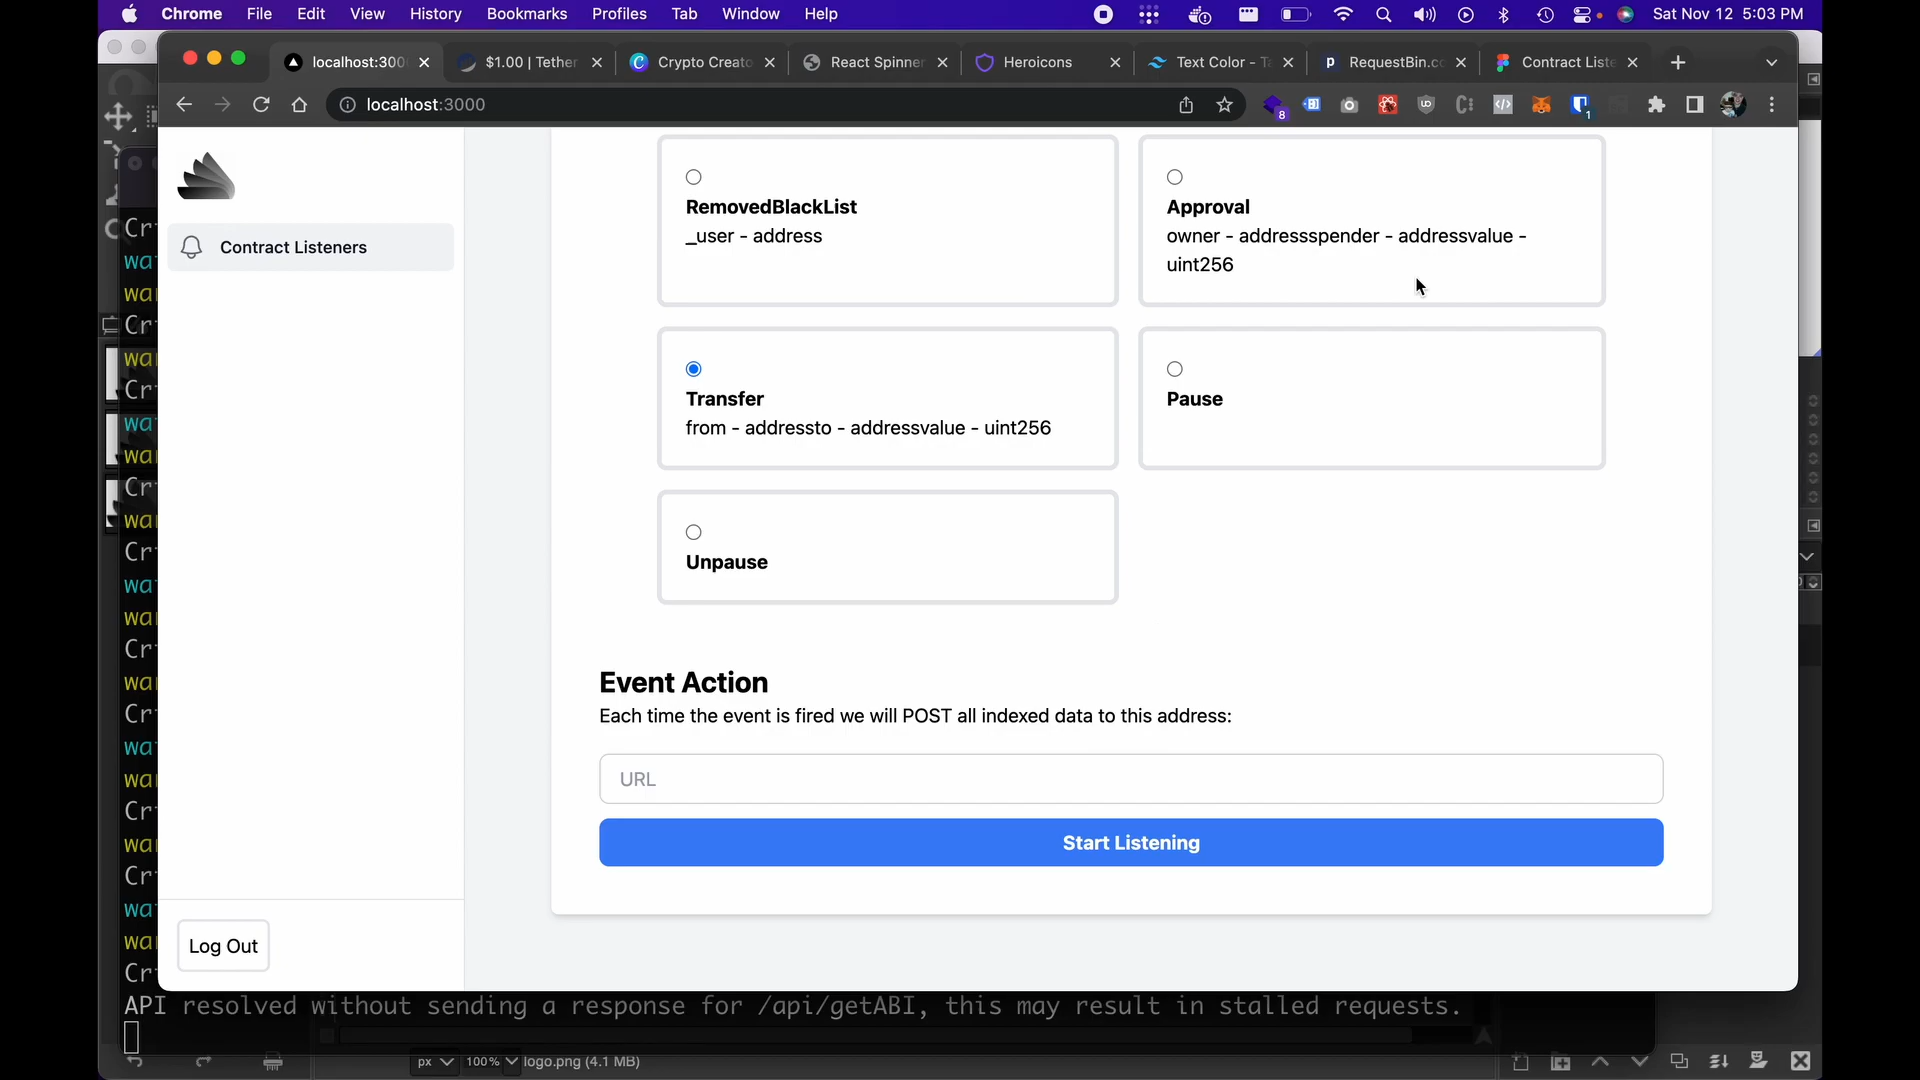 Chrome File Edit View History Bookmarks Profiles Tab Window Help Sat Nov 12 5:03 PM
localhost:300 $1.00 | Tether Crypto Creato React Spinner Heroicons Text Color - Ta RequestBin.co Contract Liste
localhost:3000
8
1
Contract Listeners
RemovedBlackList
_user - address
Approval
owner - addressspender - addressvalue -
uint256
Transfer
from - addressto - addressvalue - uint256
Pause
Unpause
Event Action
Each time the event is fired we will POST all indexed data to this address:
URL
Start Listening
Log Out
API resolved without sending a response for /api/getABI, this may result in stalled requests.
px 100% logo.png (4.1 MB)